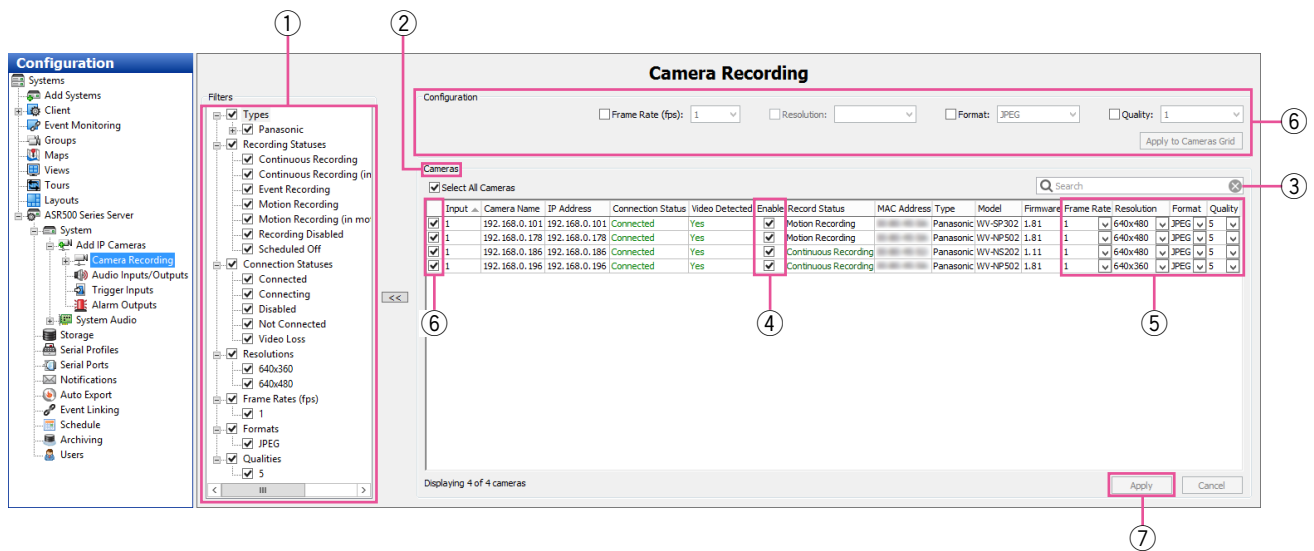 ① ②
Configuration
Systems
Add Systems
Client
Event Monitoring
Groups
Maps
Views
Tours
Layouts
ASR500 Series Server
System
Add IP Cameras
Camera Recording
Audio Inputs/Outputs
Trigger Inputs
Alarm Outputs
System Audio
Storage
Serial Profiles
Serial Ports
Notifications
Auto Export
Event Linking
Schedule
Archiving
Users
Filters
Types
Panasonic
Recording Statuses
Continuous Recording
Continuous Recording (in
Event Recording
Motion Recording
Motion Recording (in mo
Recording Disabled
Scheduled Off
Connection Statuses
Connected
Connecting
Disabled
Not Connected
Video Loss
Resolutions
640x360
640x480
Frame Rates (fps)
1
Formats
JPEG
Qualities
5
<<
Camera Recording
Configuration
Frame Rate (fps): 1 Resolution: Format: JPEG Quality: 1
⑥
Apply to Cameras Grid
Cameras
Select All Cameras Search
③
Input Camera Name IP Address Connection Status Video Detected Enable Record Status MAC Address Type Model Firmware Frame Rate Resolution Format Quality
1 192.168.0.101 192.168.0.101 Connected Yes Motion Recording Panasonic WV-SP302 1.81 1 640x480 JPEG 5
1 192.168.0.178 192.168.0.178 Connected Yes Motion Recording Panasonic WV-NP502 1.81 1 640x480 JPEG 5
1 192.168.0.186 192.168.0.186 Connected Yes Continuous Recording Panasonic WV-NS202 1.11 1 640x480 JPEG 5
1 192.168.0.196 192.168.0.196 Connected Yes Continuous Recording Panasonic WV-NP502 1.81 1 640x360 JPEG 5
⑥ ④ ⑤
Displaying 4 of 4 cameras
Apply Cancel
⑦